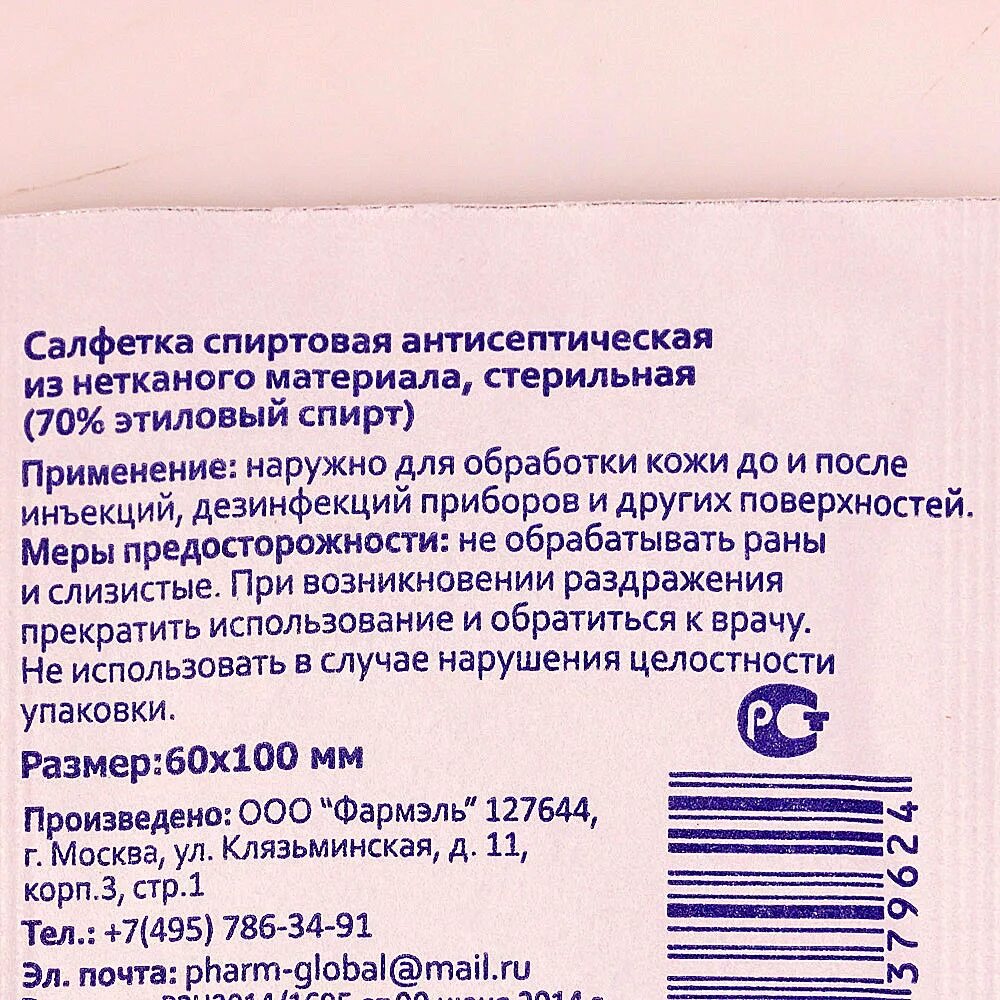 Салфетка спиртовая антисептическая
из нетканого материала, стерильная
(70% этиловый спирт)
Применение: наружно для обработки кожи до и после
инъекций, дезинфекций приборов и других поверхностей.
Меры предосторожности: не обрабатывать раны
и слизистые. При возникновении раздражения
прекратить использование и обратиться к врачу.
Не использовать в случае нарушения целостности
упаковки.
РСТ
Размер:60х100 мм
Произведено: ООО "Фармэль" 127644,
г. Москва, ул. Клязьминская, д. 11,
корп.3, стр.1
Тел.: +7(495) 786-34-91
Эл. почта: pharm-global@mail.ru
379624